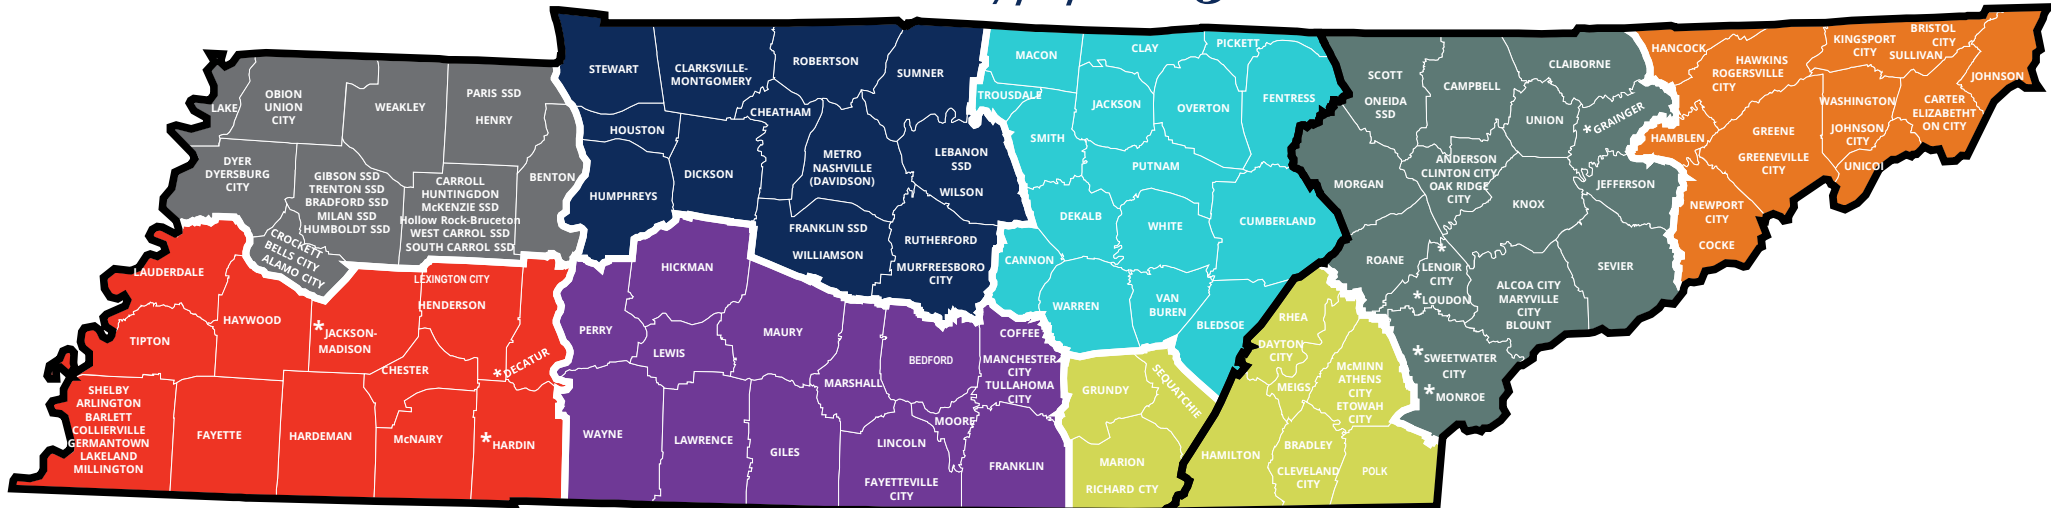 LAKE
OBION
UNION
CITY
WEAKLEY
PARIS SSD
HENRY
DYER
DYERSBURG
CITY
GIBSON SSD
TRENTON SSD
BRADFORD SSD
MILAN SSD
HUMBOLDT SSD
CARROLL
HUNTINGDON
McKENZIE SSD
Hollow Rock-Bruceton
WEST CARROL SSD
SOUTH CARROL SSD
BENTON
CROCKETT
BELLS CITY
ALAMO CITY
LAUDERDALE
TIPTON
HAYWOOD
*JACKSON-
MADISON
LEXINGTON CITY
HENDERSON
CHESTER
*DECATUR
SHELBY
ARLINGTON
BARLETT
COLLIERVILLE
GERMANTOWN
LAKELAND
MILLINGTON
FAYETTE
HARDEMAN
McNAIRY
*HARDIN
STEWART
CLARKSVILLE-
MONTGOMERY
ROBERTSON
SUMNER
CHEATHAM
HOUSTON
HUMPHREYS
DICKSON
METRO
NASHVILLE
(DAVIDSON)
LEBANON
SSD
WILSON
FRANKLIN SSD
WILLIAMSON
RUTHERFORD
MURFREESBORO
CITY
HICKMAN
PERRY
LEWIS
MAURY
WAYNE
LAWRENCE
GILES
MARSHALL
BEDFORD
MOORE
LINCOLN
FAYETTEVILLE
CITY
COFFEE
MANCHESTER
CITY
TULLAHOMA
CITY
FRANKLIN
MACON
CLAY
PICKETT
TROUSDALE
JACKSON
OVERTON
FENTRESS
SMITH
PUTNAM
DEKALB
WHITE
CUMBERLAND
CANNON
WARREN
VAN
BUREN
BLEDSOE
GRUNDY
SEQUATCHIE
MARION
RICHARD CTY
RHEA
DAYTON
CITY
MEIGS
McMINN
ATHENS
CITY
ETOWAH
CITY
HAMILTON
BRADLEY
CLEVELAND
CITY
POLK
SCOTT
ONEIDA
SSD
CAMPBELL
CLAIBORNE
UNION
*GRAINGER
MORGAN
ANDERSON
CLINTON CITY
OAK RIDGE
CITY
KNOX
JEFFERSON
ROANE
*
LENOIR
CITY
*LOUDON
ALCOA CITY
MARYVILLE
CITY
BLOUNT
SEVIER
*SWEETWATER
CITY
*MONROE
HANCOCK
HAWKINS
ROGERSVILLE
CITY
KINGSPORT
CITY
BRISTOL
CITY
SULLIVAN
JOHNSON
HAMBLEN
GREENE
GREENEVILLE
CITY
WASHINGTON
JOHNSON
CITY
CARTER
ELIZABETHT
ON CITY
UNICOI
NEWPORT
CITY
COCKE